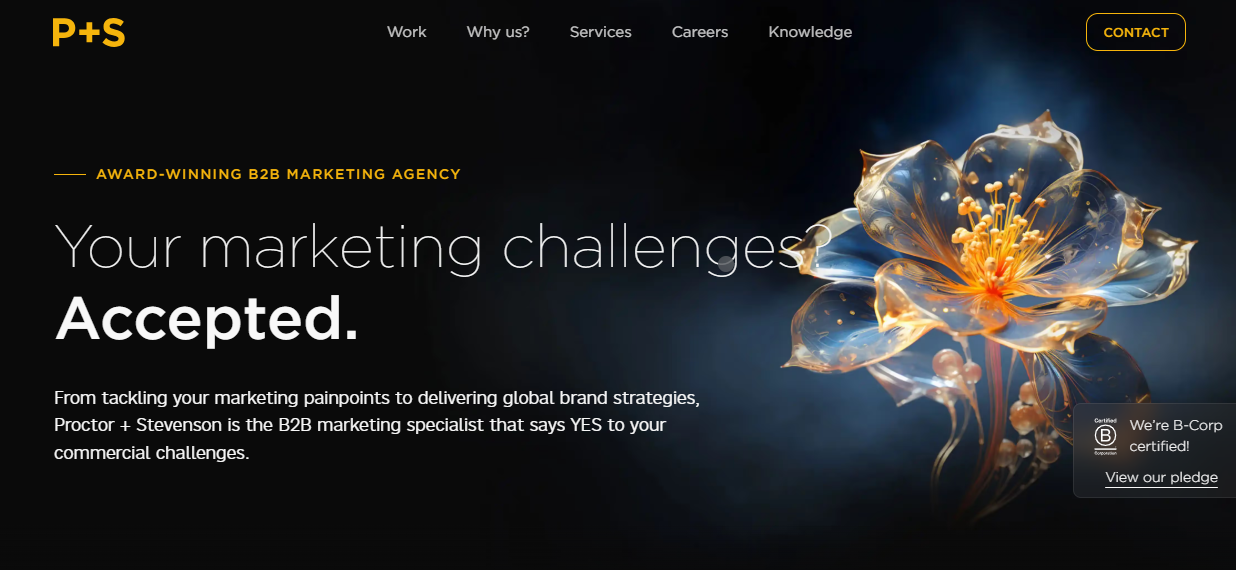 P+S
Work
Why us?
Services
Careers
Knowledge
CONTACT
AWARD-WINNING B2B MARKETING AGENCY
Your marketing challenges?
Accepted.
From tackling your marketing painpoints to delivering global brand strategies,
Proctor + Stevenson is the B2B marketing specialist that says YES to your
commercial challenges.
Certified
B
Corporation
We're B-Corp
certified!
View our pledge